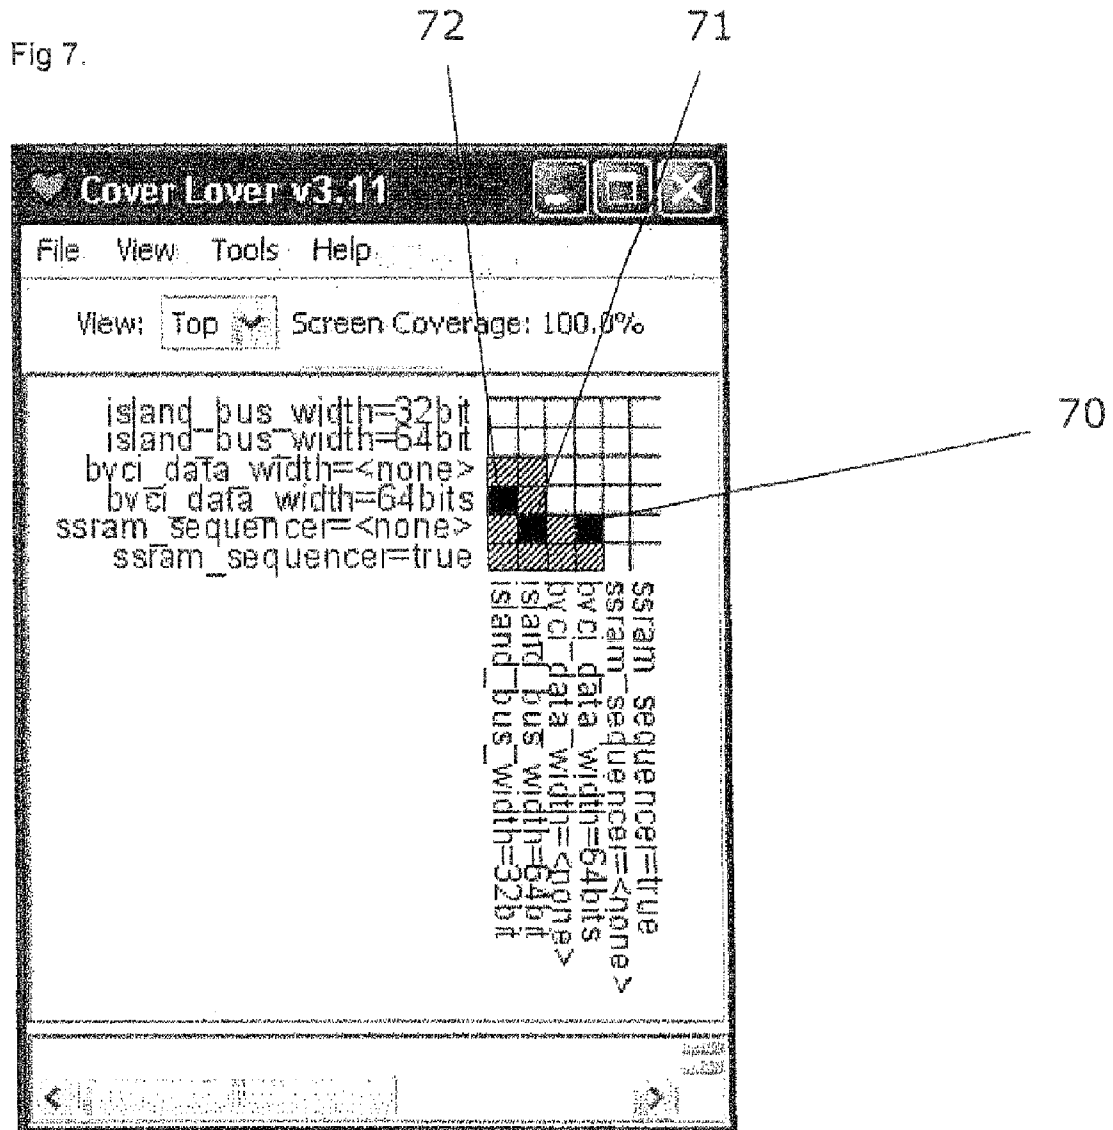 72
71
Fig 7.
Cover Lover v3.11
File View Tools Help
View: Top Screen Coverage: 100.0%
70
island_bus_width=32bit
island_bus_width=64bit
bvci_data_width=<none>
bvci_data_width=64bits
ssram_sequencer=<none>
ssram_sequencer=true
island_bus_width=32bit
island_bus_width=64bit
bvci_data_width=<none>
bvci_data_width=64bits
ssram_sequencer=<none>
ssram_sequencer=true